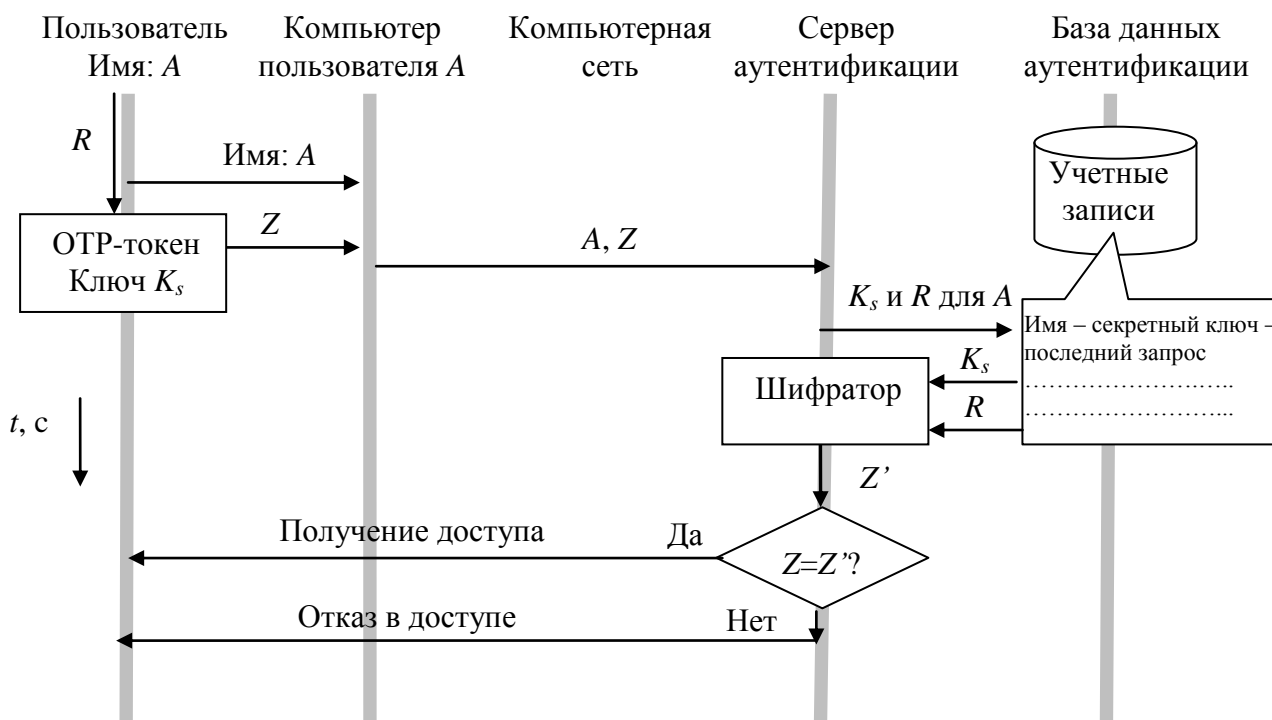 Пользователь
Имя: A
Компьютер
пользователя A
Компьютерная
сеть
Сервер
аутентификации
База данных
аутентификации
R
Имя: A
Учетные
записи
ОТР-токен
Ключ Ks
Z
A, Z
Ks и R для A
Имя – секретный ключ –
последний запрос
Ks
…………………….…..
R
……………………...…
Шифратор
t, с
Z’
Получение доступа
Да
Z=Z’?
Отказ в доступе
Нет